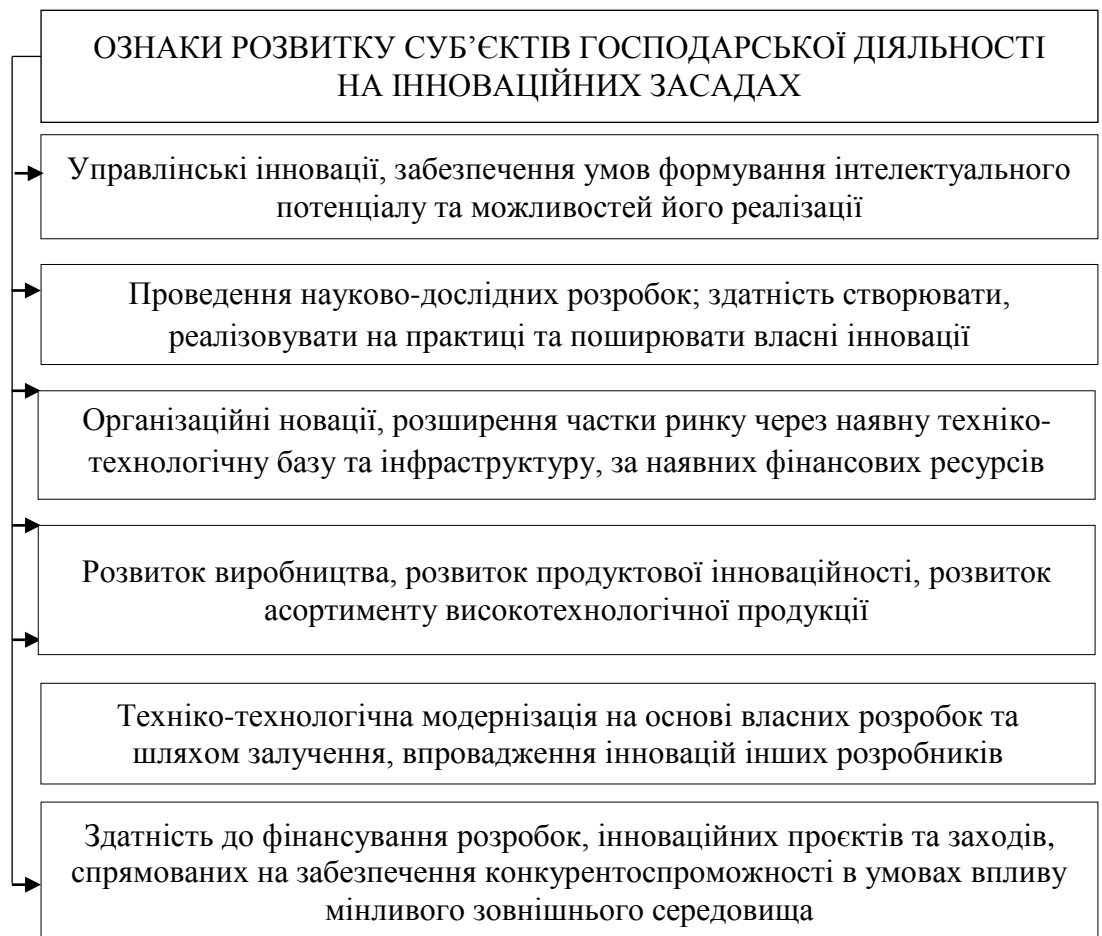 ОЗНАКИ РОЗВИТКУ СУБ’ЄКТІВ ГОСПОДАРСЬКОЇ ДІЯЛЬНОСТІ
НА ІННОВАЦІЙНИХ ЗАСАДАХ
Управлінські інновації, забезпечення умов формування інтелектуального
потенціалу та можливостей його реалізації
Проведення науково-дослідних розробок; здатність створювати,
реалізовувати на практиці та поширювати власні інновації
Організаційні новації, розширення частки ринку через наявну техніко-
технологічну базу та інфраструктуру, за наявних фінансових ресурсів
Розвиток виробництва, розвиток продуктової інноваційності, розвиток
асортименту високотехнологічної продукції
Техніко-технологічна модернізація на основі власних розробок та
шляхом залучення, впровадження інновацій інших розробників
Здатність до фінансування розробок, інноваційних проєктів та заходів,
спрямованих на забезпечення конкурентоспроможності в умовах впливу
мінливого зовнішнього середовища